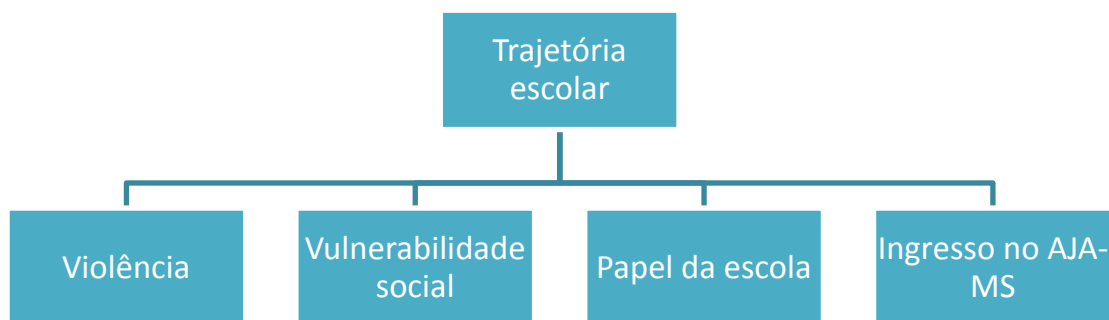 Trajetória
escolar
Violência
Vulnerabilidade
social
Papel da escola
Ingresso no AJA-
MS